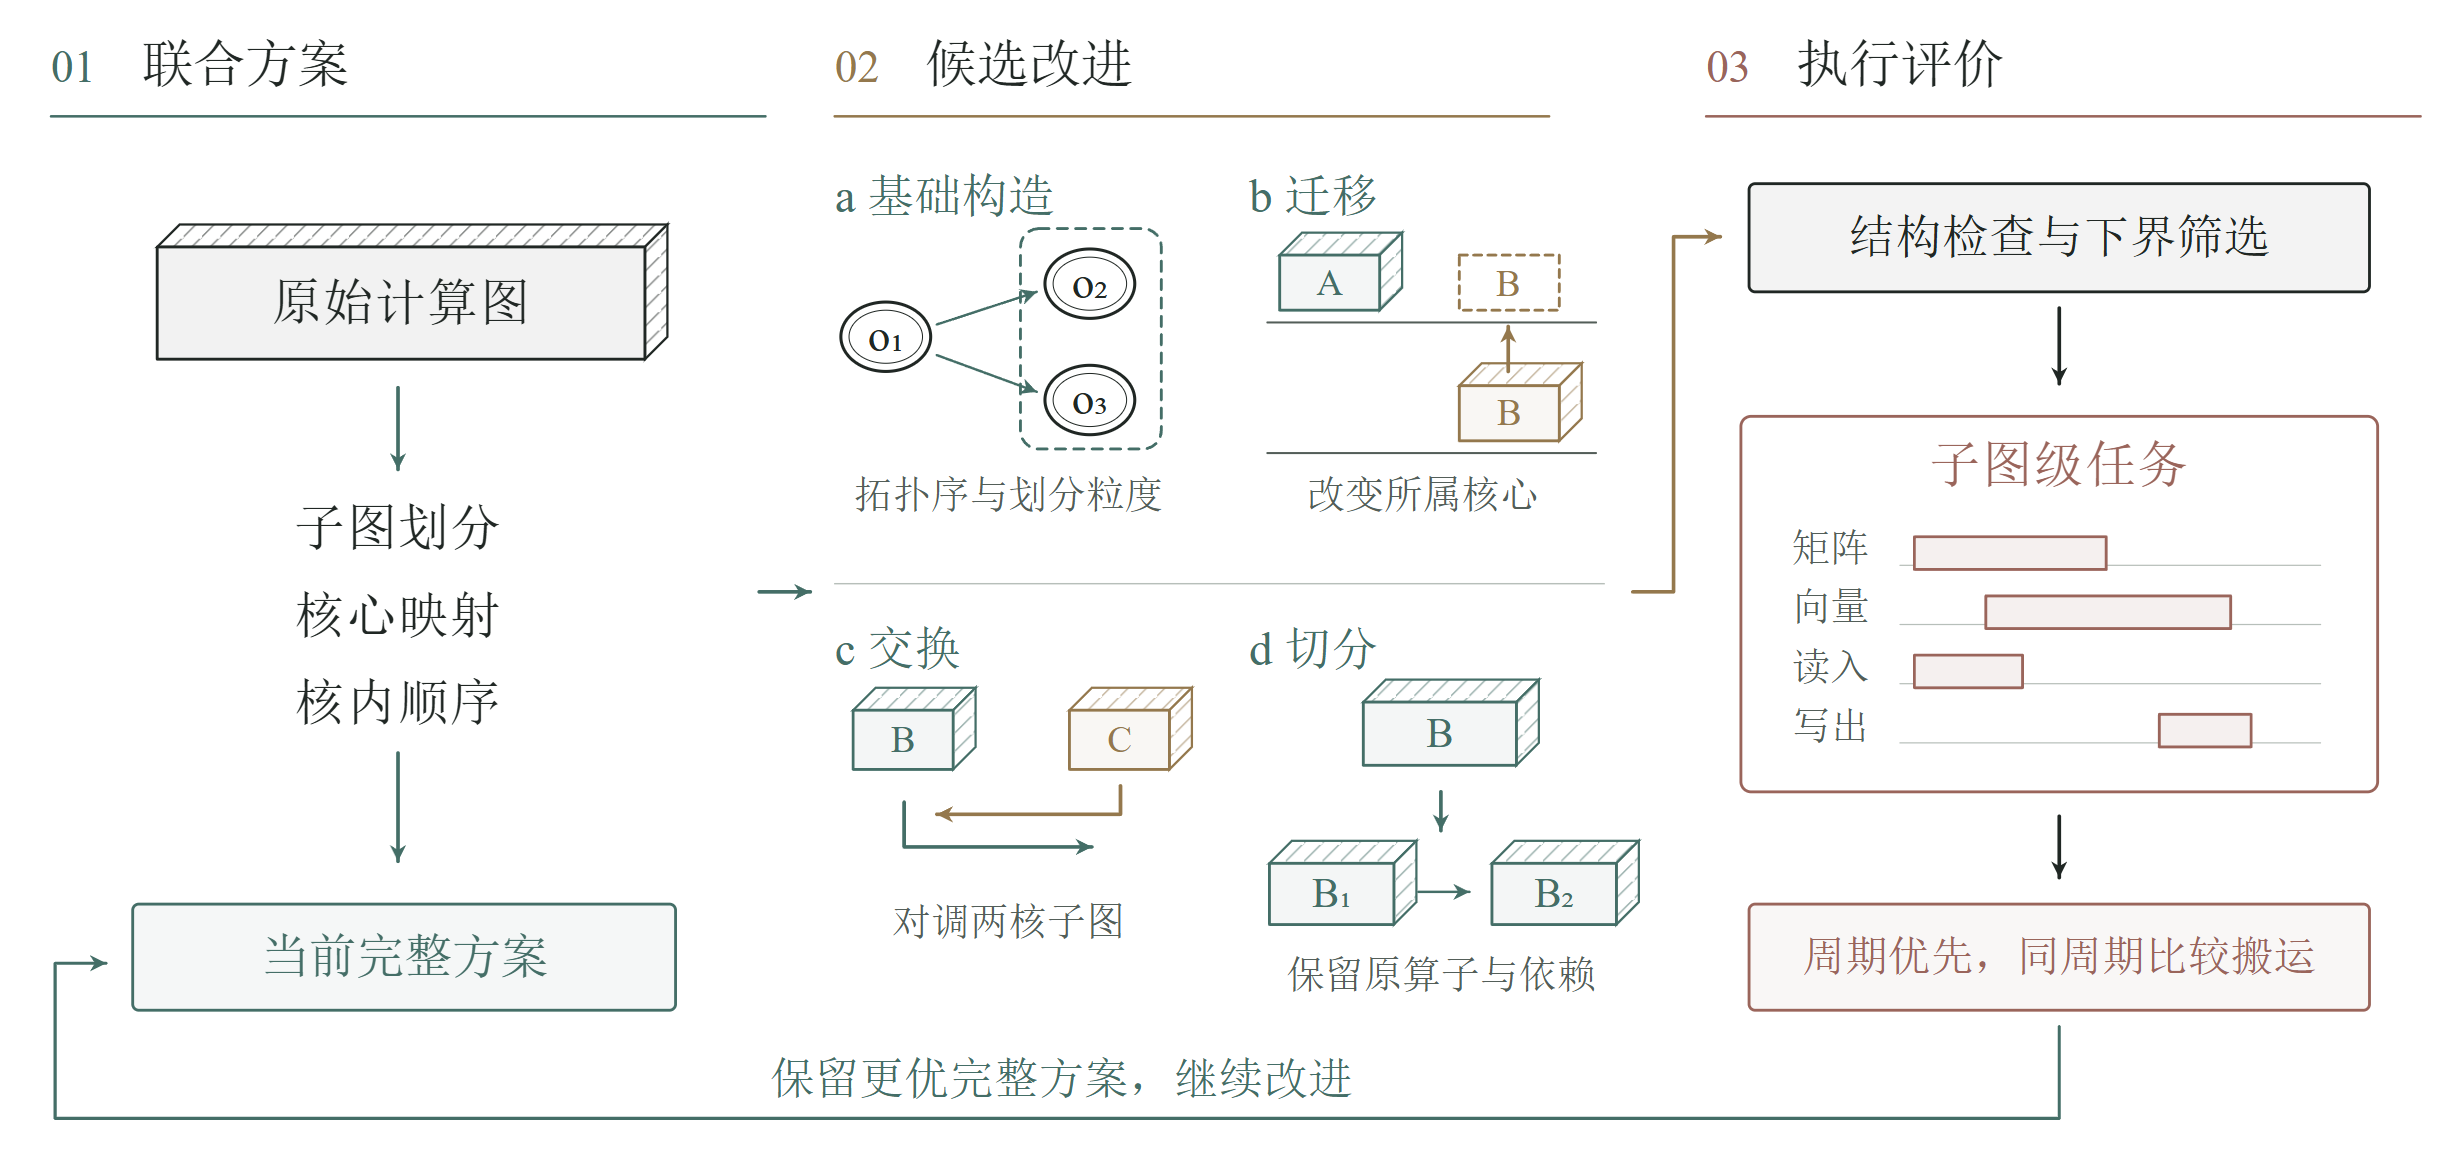 01 联合方案
原始计算图
子图划分
核心映射
核内顺序
当前完整方案
02 候选改进
a 基础构造
O1
O2
O3
拓扑序与划分粒度
b 迁移
A
B
B
改变所属核心
c 交换
B
C
对调两核子图
d 切分
B
B1
B2
保留原算子与依赖
03 执行评价
结构检查与下界筛选
子图级任务
矩阵
向量
读入
写出
周期优先，同周期比较搬运
保留更优完整方案，继续改进